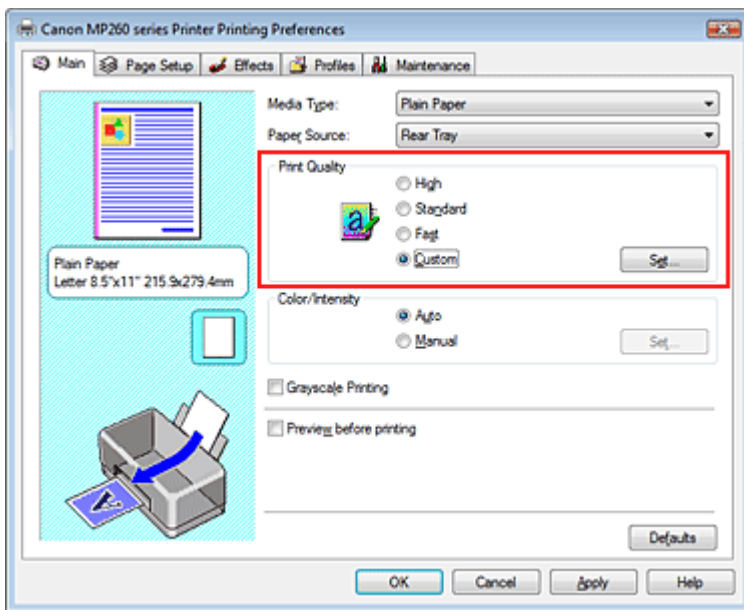 Canon MP260 series Printer Printing Preferences
Main Page Setup Effects Profiles Maintenance
Media Type: Plain Paper
Paper Source: Rear Tray
Print Quality
High
Standard
Fast
Custom Set...
Plain Paper
Letter 8.5"x11" 215.9x279.4mm
Color/Intensity
Auto
Manual Set...
Grayscale Printing
Preview before printing
Defaults
OK Cancel Apply Help